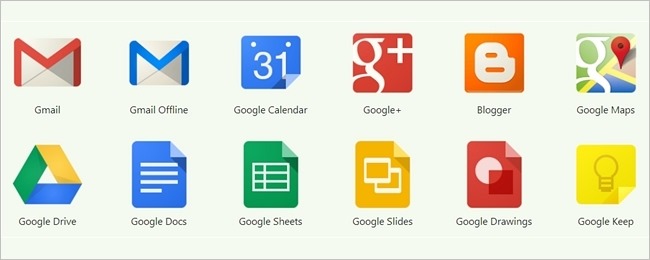 31
g+
B
g
Gmail
Gmail Offline
Google Calendar
Google+
Blogger
Google Maps
Google Drive
Google Docs
Google Sheets
Google Slides
Google Drawings
Google Keep